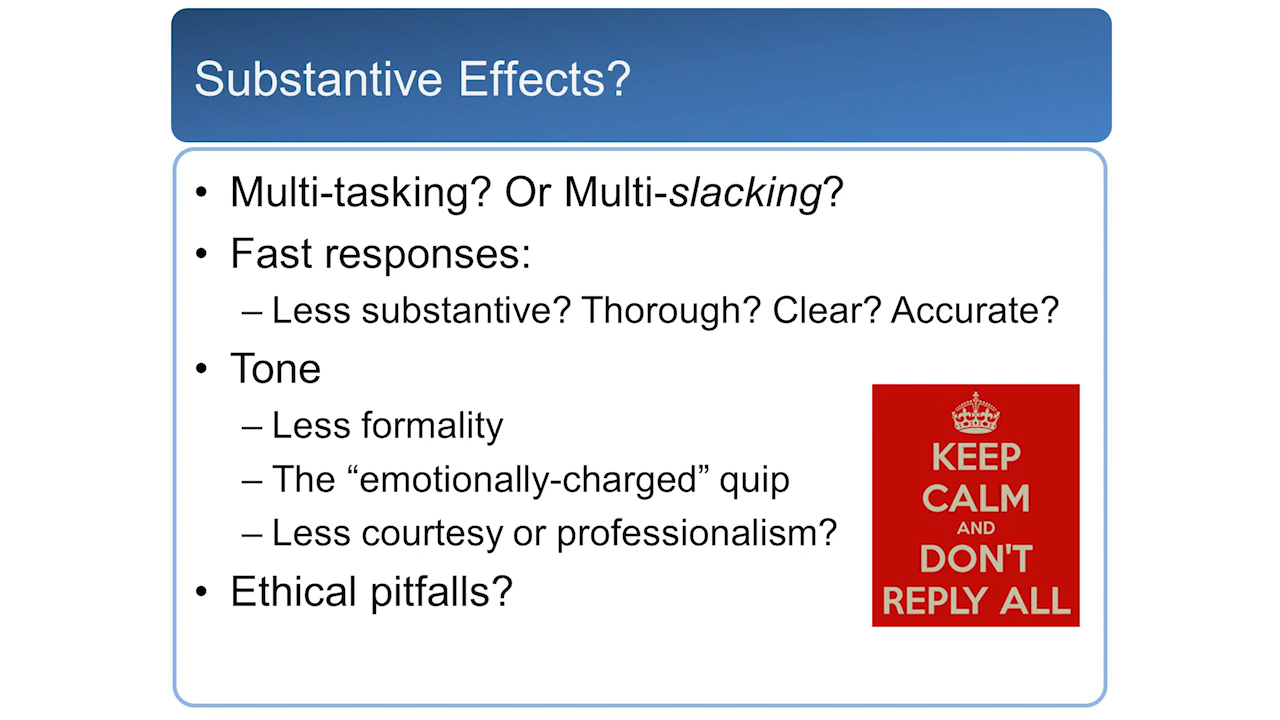 Substantive Effects?
• Multi-tasking? Or Multi-slacking?
• Fast responses:
– Less substantive? Thorough? Clear? Accurate?
• Tone
– Less formality
– The “emotionally-charged” quip
– Less courtesy or professionalism?
• Ethical pitfalls?
KEEP
CALM
AND
DON'T
REPLY ALL